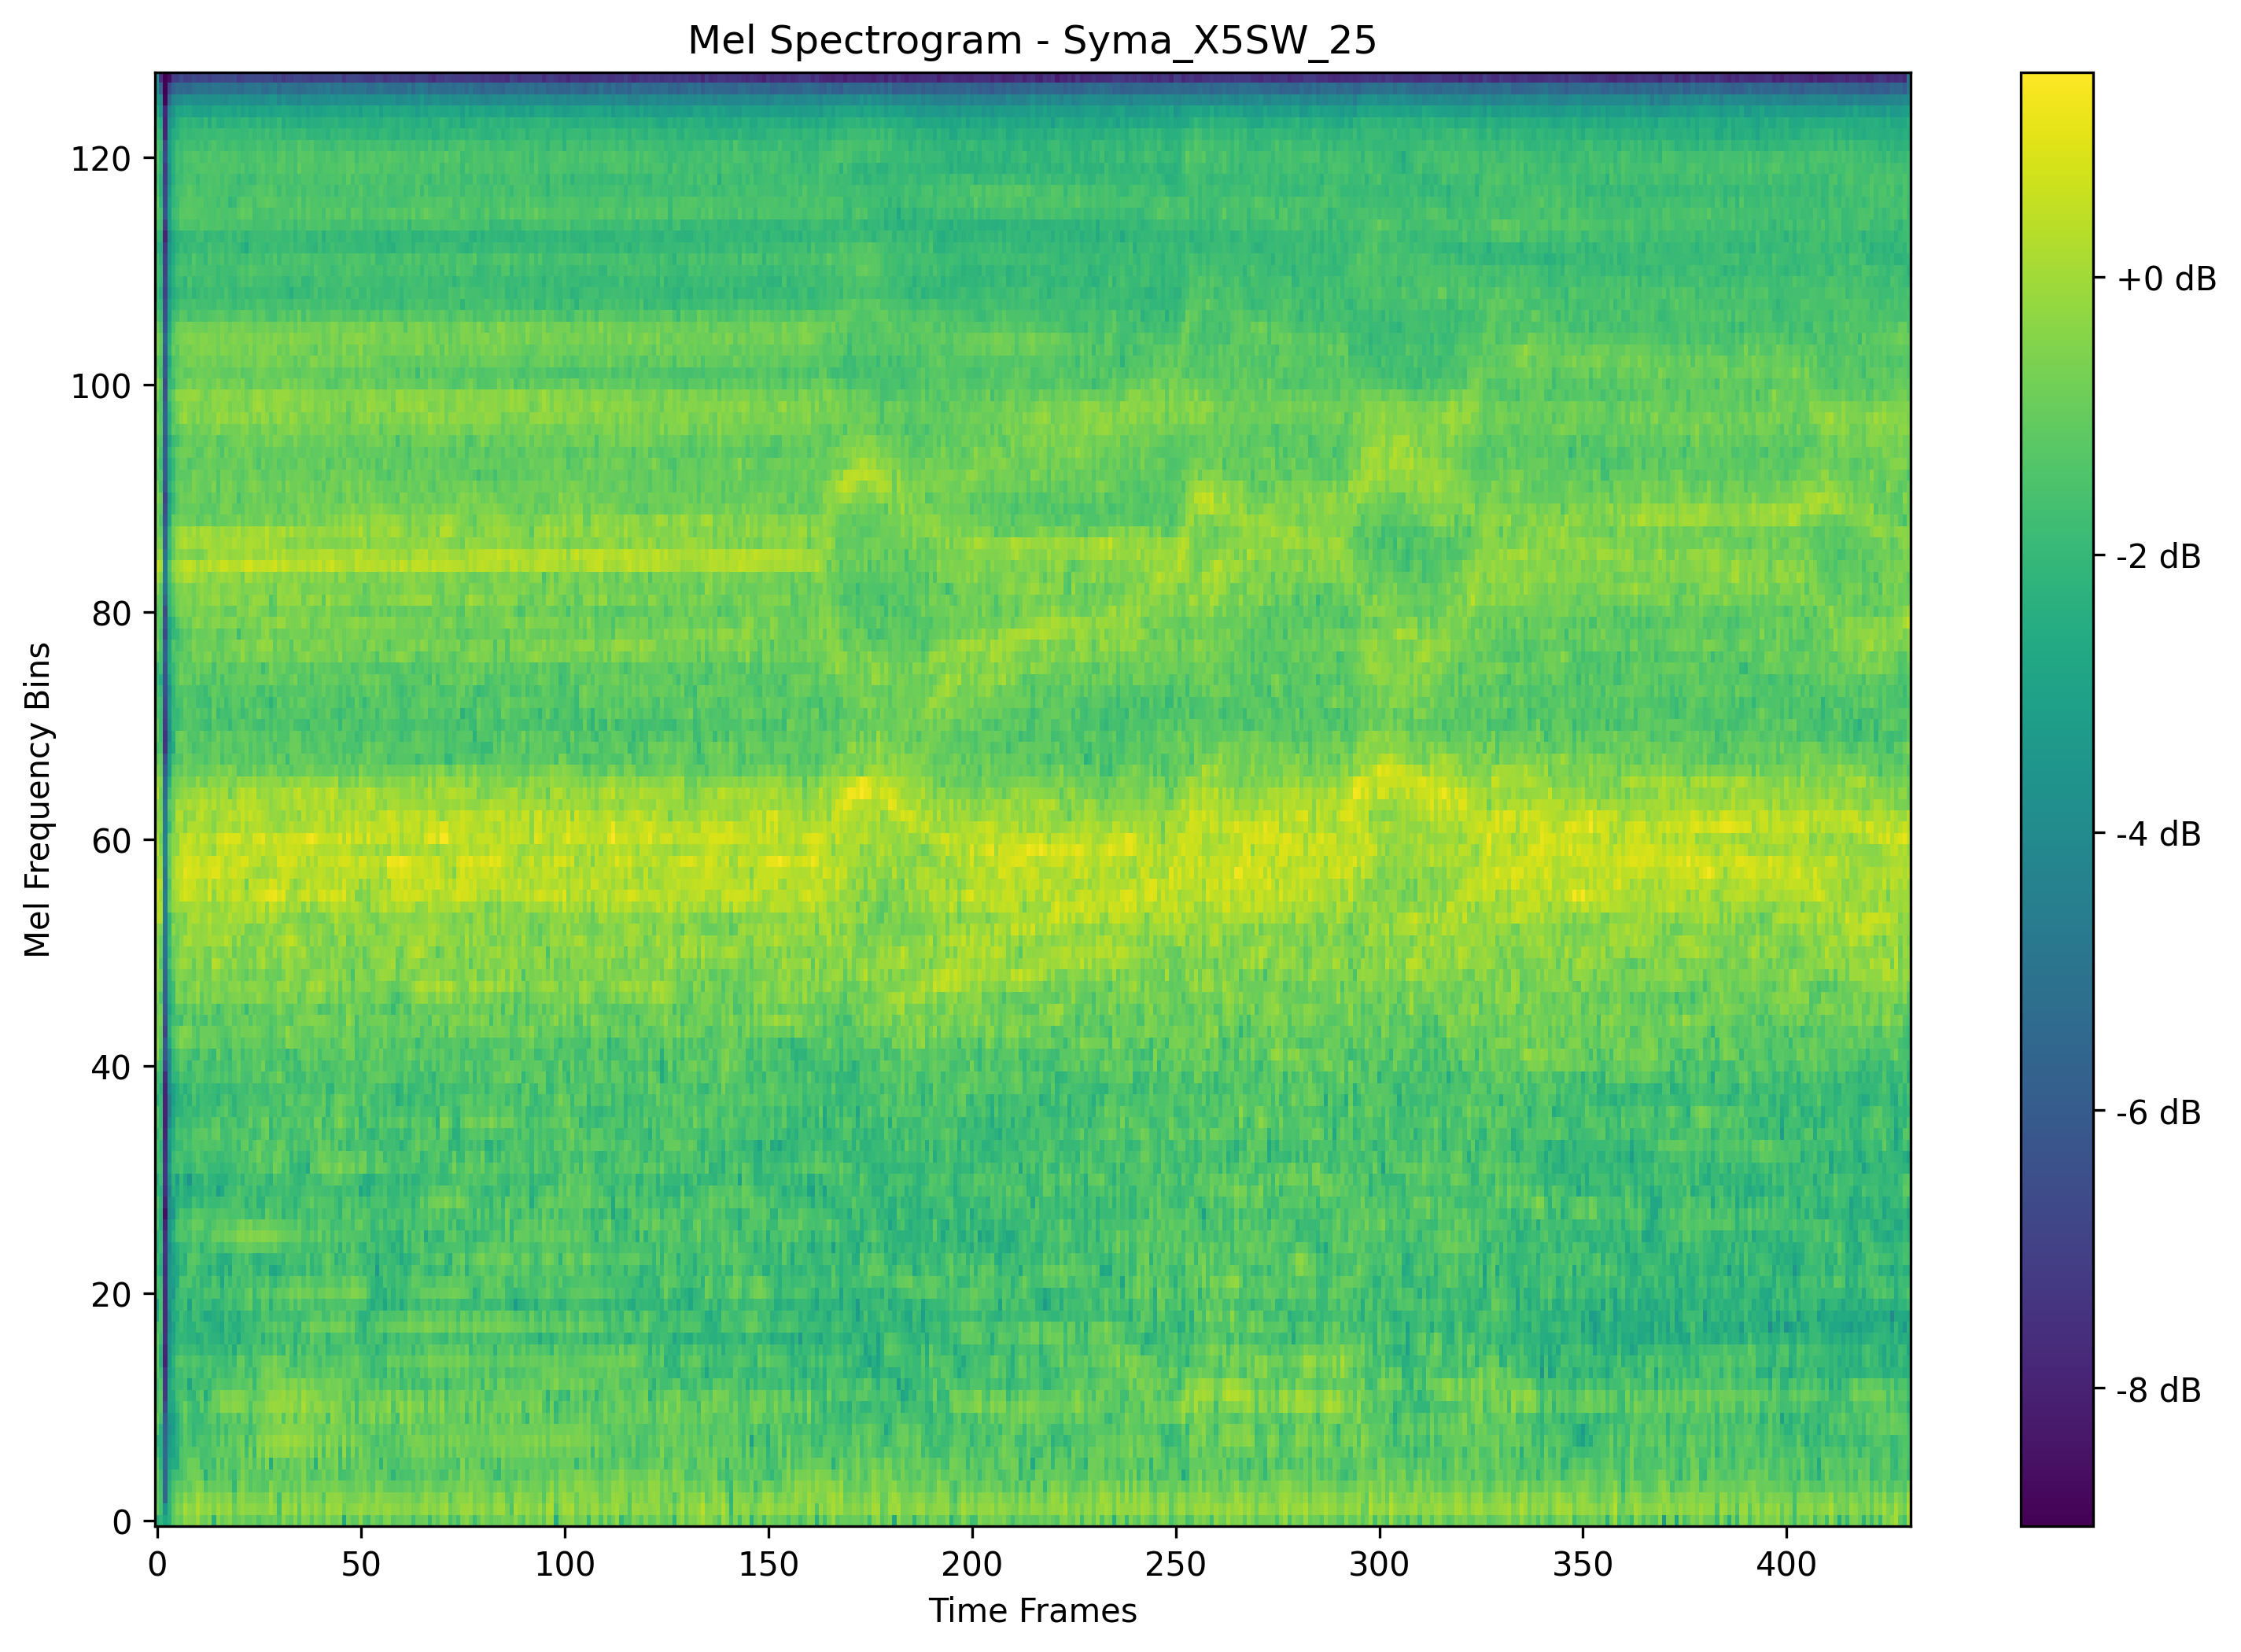 Mel Spectrogram - Syma_X5SW_25
Mel Frequency Bins
120
100
80
60
40
20
0
0 50 100 150 200 250 300 350 400
Time Frames
+0 dB
-2 dB
-4 dB
-6 dB
-8 dB